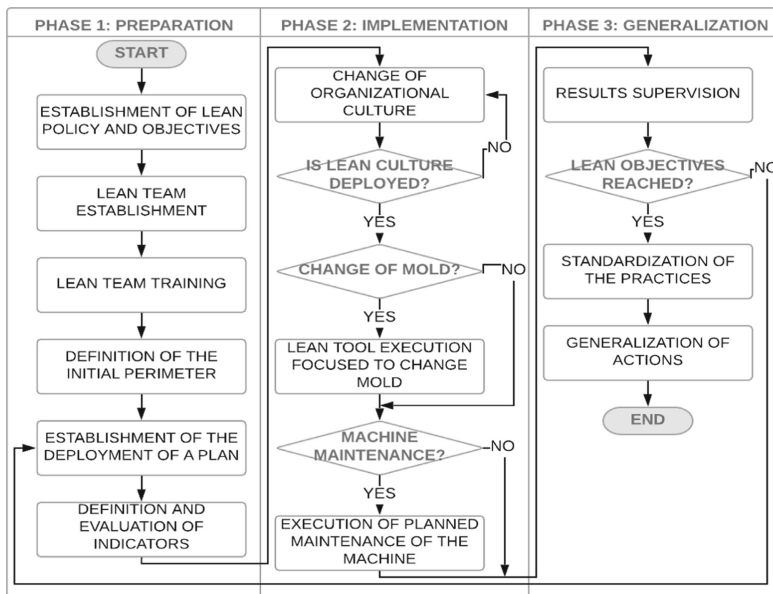 PHASE 1: PREPARATION
START
ESTABLISHMENT OF LEAN
POLICY AND OBJECTIVES
LEAN TEAM
ESTABLISHMENT
LEAN TEAM TRAINING
DEFINITION OF THE
INITIAL PERIMETER
ESTABLISHMENT OF THE
DEPLOYMENT OF A PLAN
DEFINITION AND
EVALUATION OF
INDICATORS
PHASE 2: IMPLEMENTATION
CHANGE OF
ORGANIZATIONAL
CULTURE
NO
IS LEAN CULTURE
DEPLOYED?
YES
CHANGE OF MOLD?
NO
YES
LEAN TOOL EXECUTION
FOCUSED TO CHANGE
MOLD
MACHINE
MAINTENANCE?
NO
YES
EXECUTION OF PLANNED
MAINTENANCE OF THE
MACHINE
PHASE 3: GENERALIZATION
RESULTS SUPERVISION
LEAN OBJECTIVES
REACHED?
NO
YES
STANDARDIZATION OF
THE PRACTICES
GENERALIZATION OF
ACTIONS
END